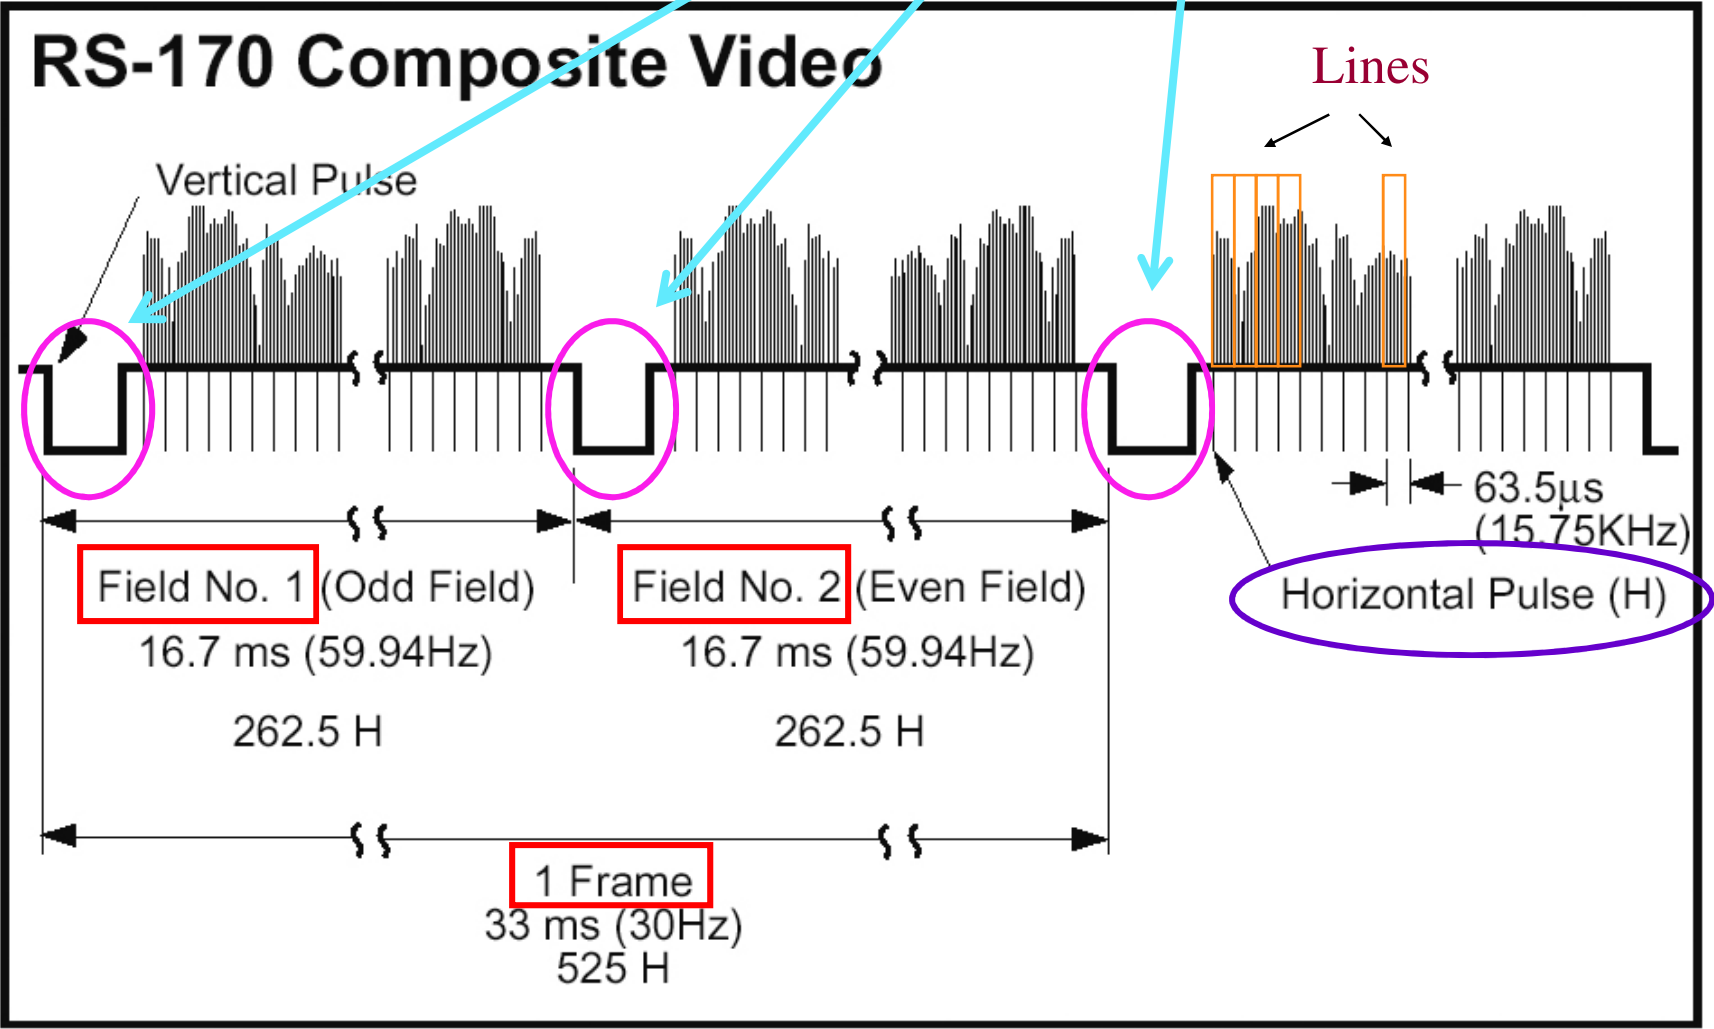 RS-170 Composite Video
Lines
Vertical Pulse
63.5μs
(15.75KHz)
Field No. 1 (Odd Field)
Field No. 2 (Even Field)
Horizontal Pulse (H)
16.7 ms (59.94Hz)
16.7 ms (59.94Hz)
262.5 H
262.5 H
1 Frame
33 ms (30Hz)
525 H